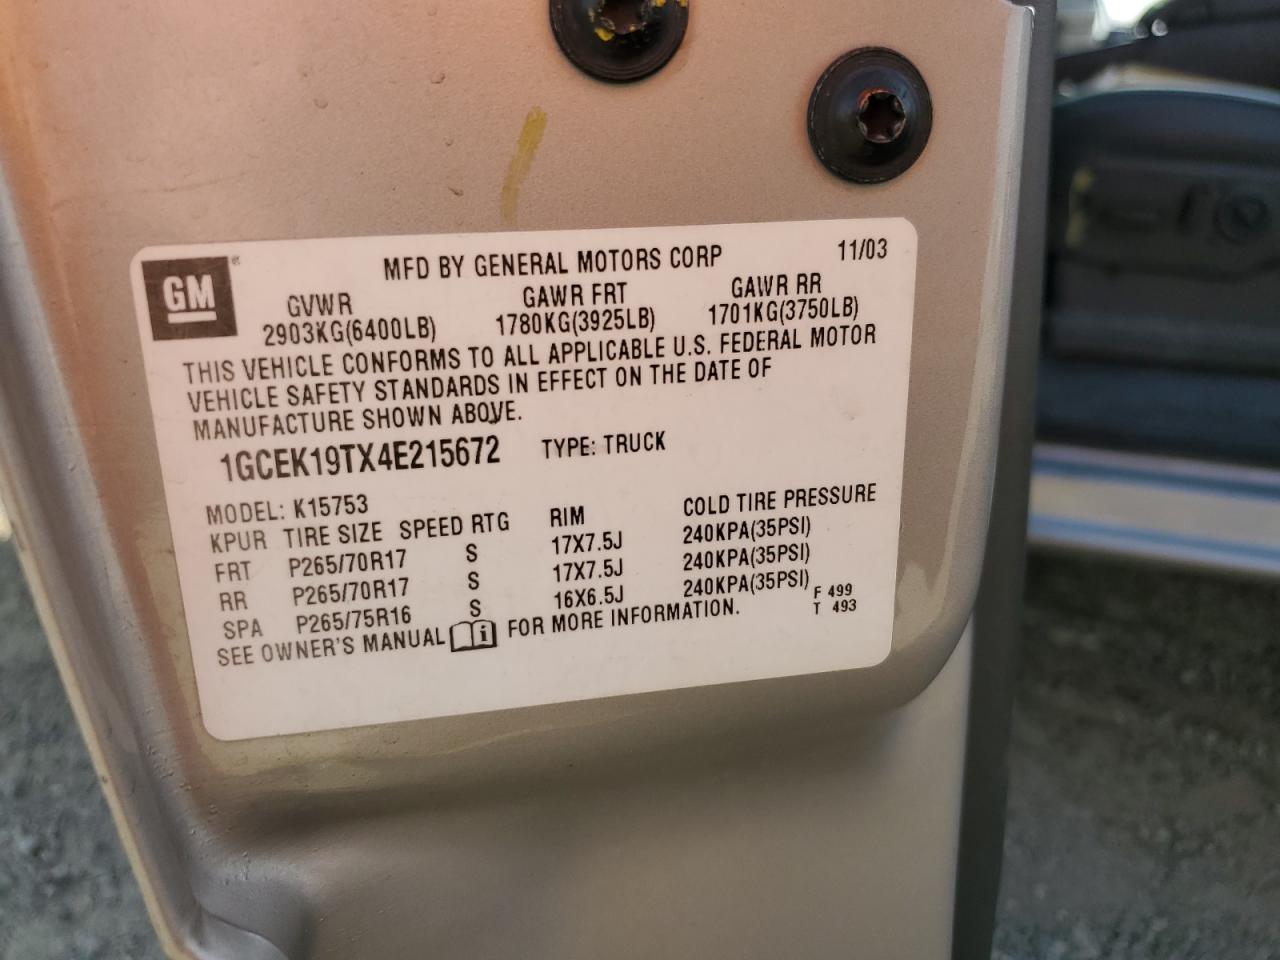 GM
MFD BY GENERAL MOTORS CORP 11/03
GVWR GAWR FRT GAWR RR
2903KG(6400LB) 1780KG(3925LB) 1701KG(3750LB)
THIS VEHICLE CONFORMS TO ALL APPLICABLE U.S. FEDERAL MOTOR
VEHICLE SAFETY STANDARDS IN EFFECT ON THE DATE OF
MANUFACTURE SHOWN ABOVE.
1GCEK19TX4E215672 TYPE: TRUCK
MODEL: K15753
KPUR TIRE SIZE SPEED RTG RIM COLD TIRE PRESSURE
FRT P265/70R17 S 17X7.5J 240KPA(35PSI)
RR P265/70R17 S 17X7.5J 240KPA(35PSI)
SPA P265/75R16 S 16X6.5J 240KPA(35PSI)
SEE OWNER'S MANUAL i FOR MORE INFORMATION.
F 499
T 493